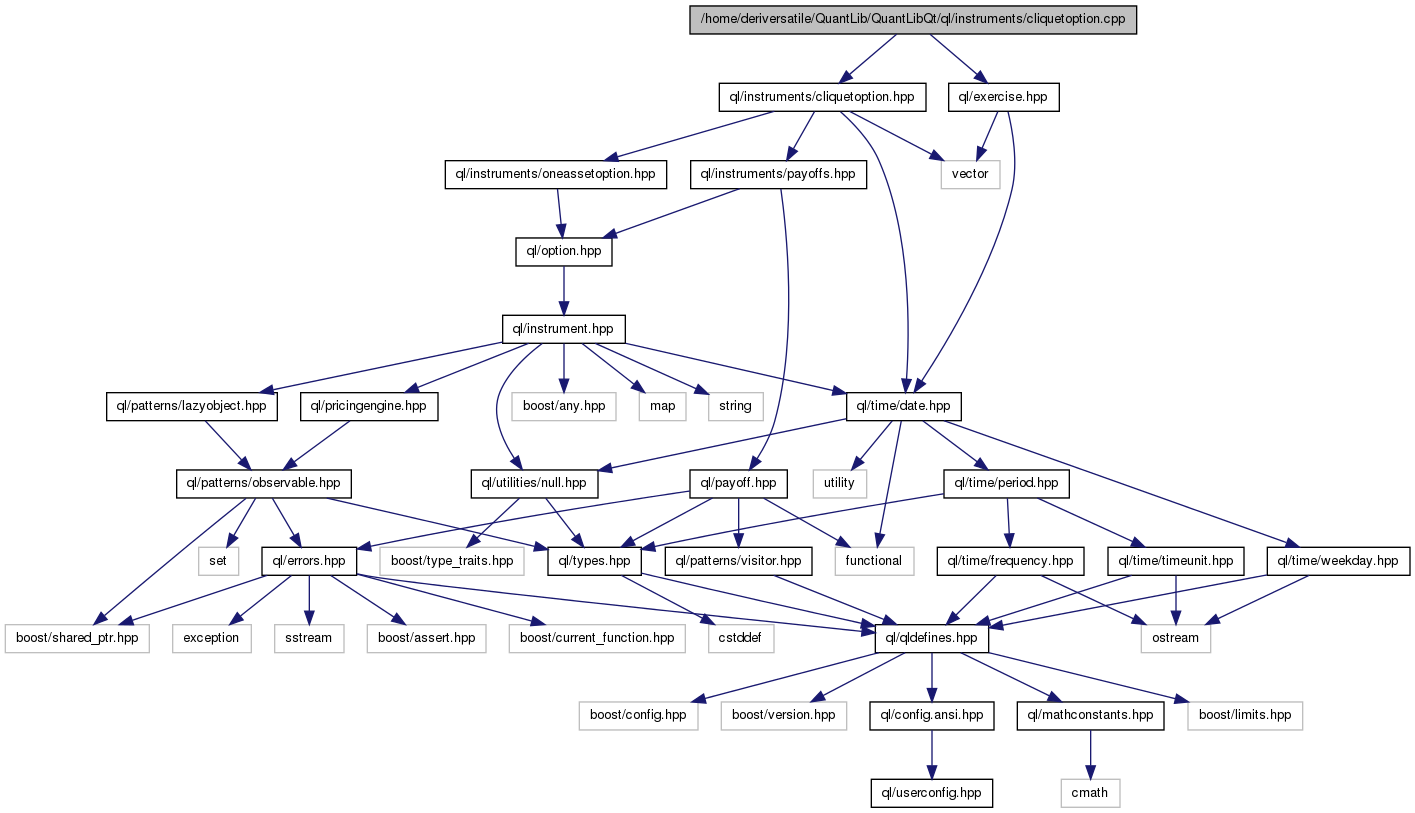 /home/deriversatile/QuantLib/QuantLibQt/ql/instruments/cliquetoption.cpp
ql/instruments/cliquetoption.hpp
ql/exercise.hpp
ql/instruments/oneassetoption.hpp
ql/instruments/payoffs.hpp
vector
ql/option.hpp
ql/instrument.hpp
ql/patterns/lazyobject.hpp
ql/pricingengine.hpp
boost/any.hpp
map
string
ql/time/date.hpp
ql/patterns/observable.hpp
ql/utilities/null.hpp
ql/payoff.hpp
utility
ql/time/period.hpp
set
ql/errors.hpp
boost/type_traits.hpp
ql/types.hpp
ql/patterns/visitor.hpp
functional
ql/time/frequency.hpp
ql/time/timeunit.hpp
ql/time/weekday.hpp
boost/shared_ptr.hpp
exception
sstream
boost/assert.hpp
boost/current_function.hpp
cstddef
ql/qldefines.hpp
ostream
boost/config.hpp
boost/version.hpp
ql/config.ansi.hpp
ql/mathconstants.hpp
boost/limits.hpp
ql/userconfig.hpp
cmath